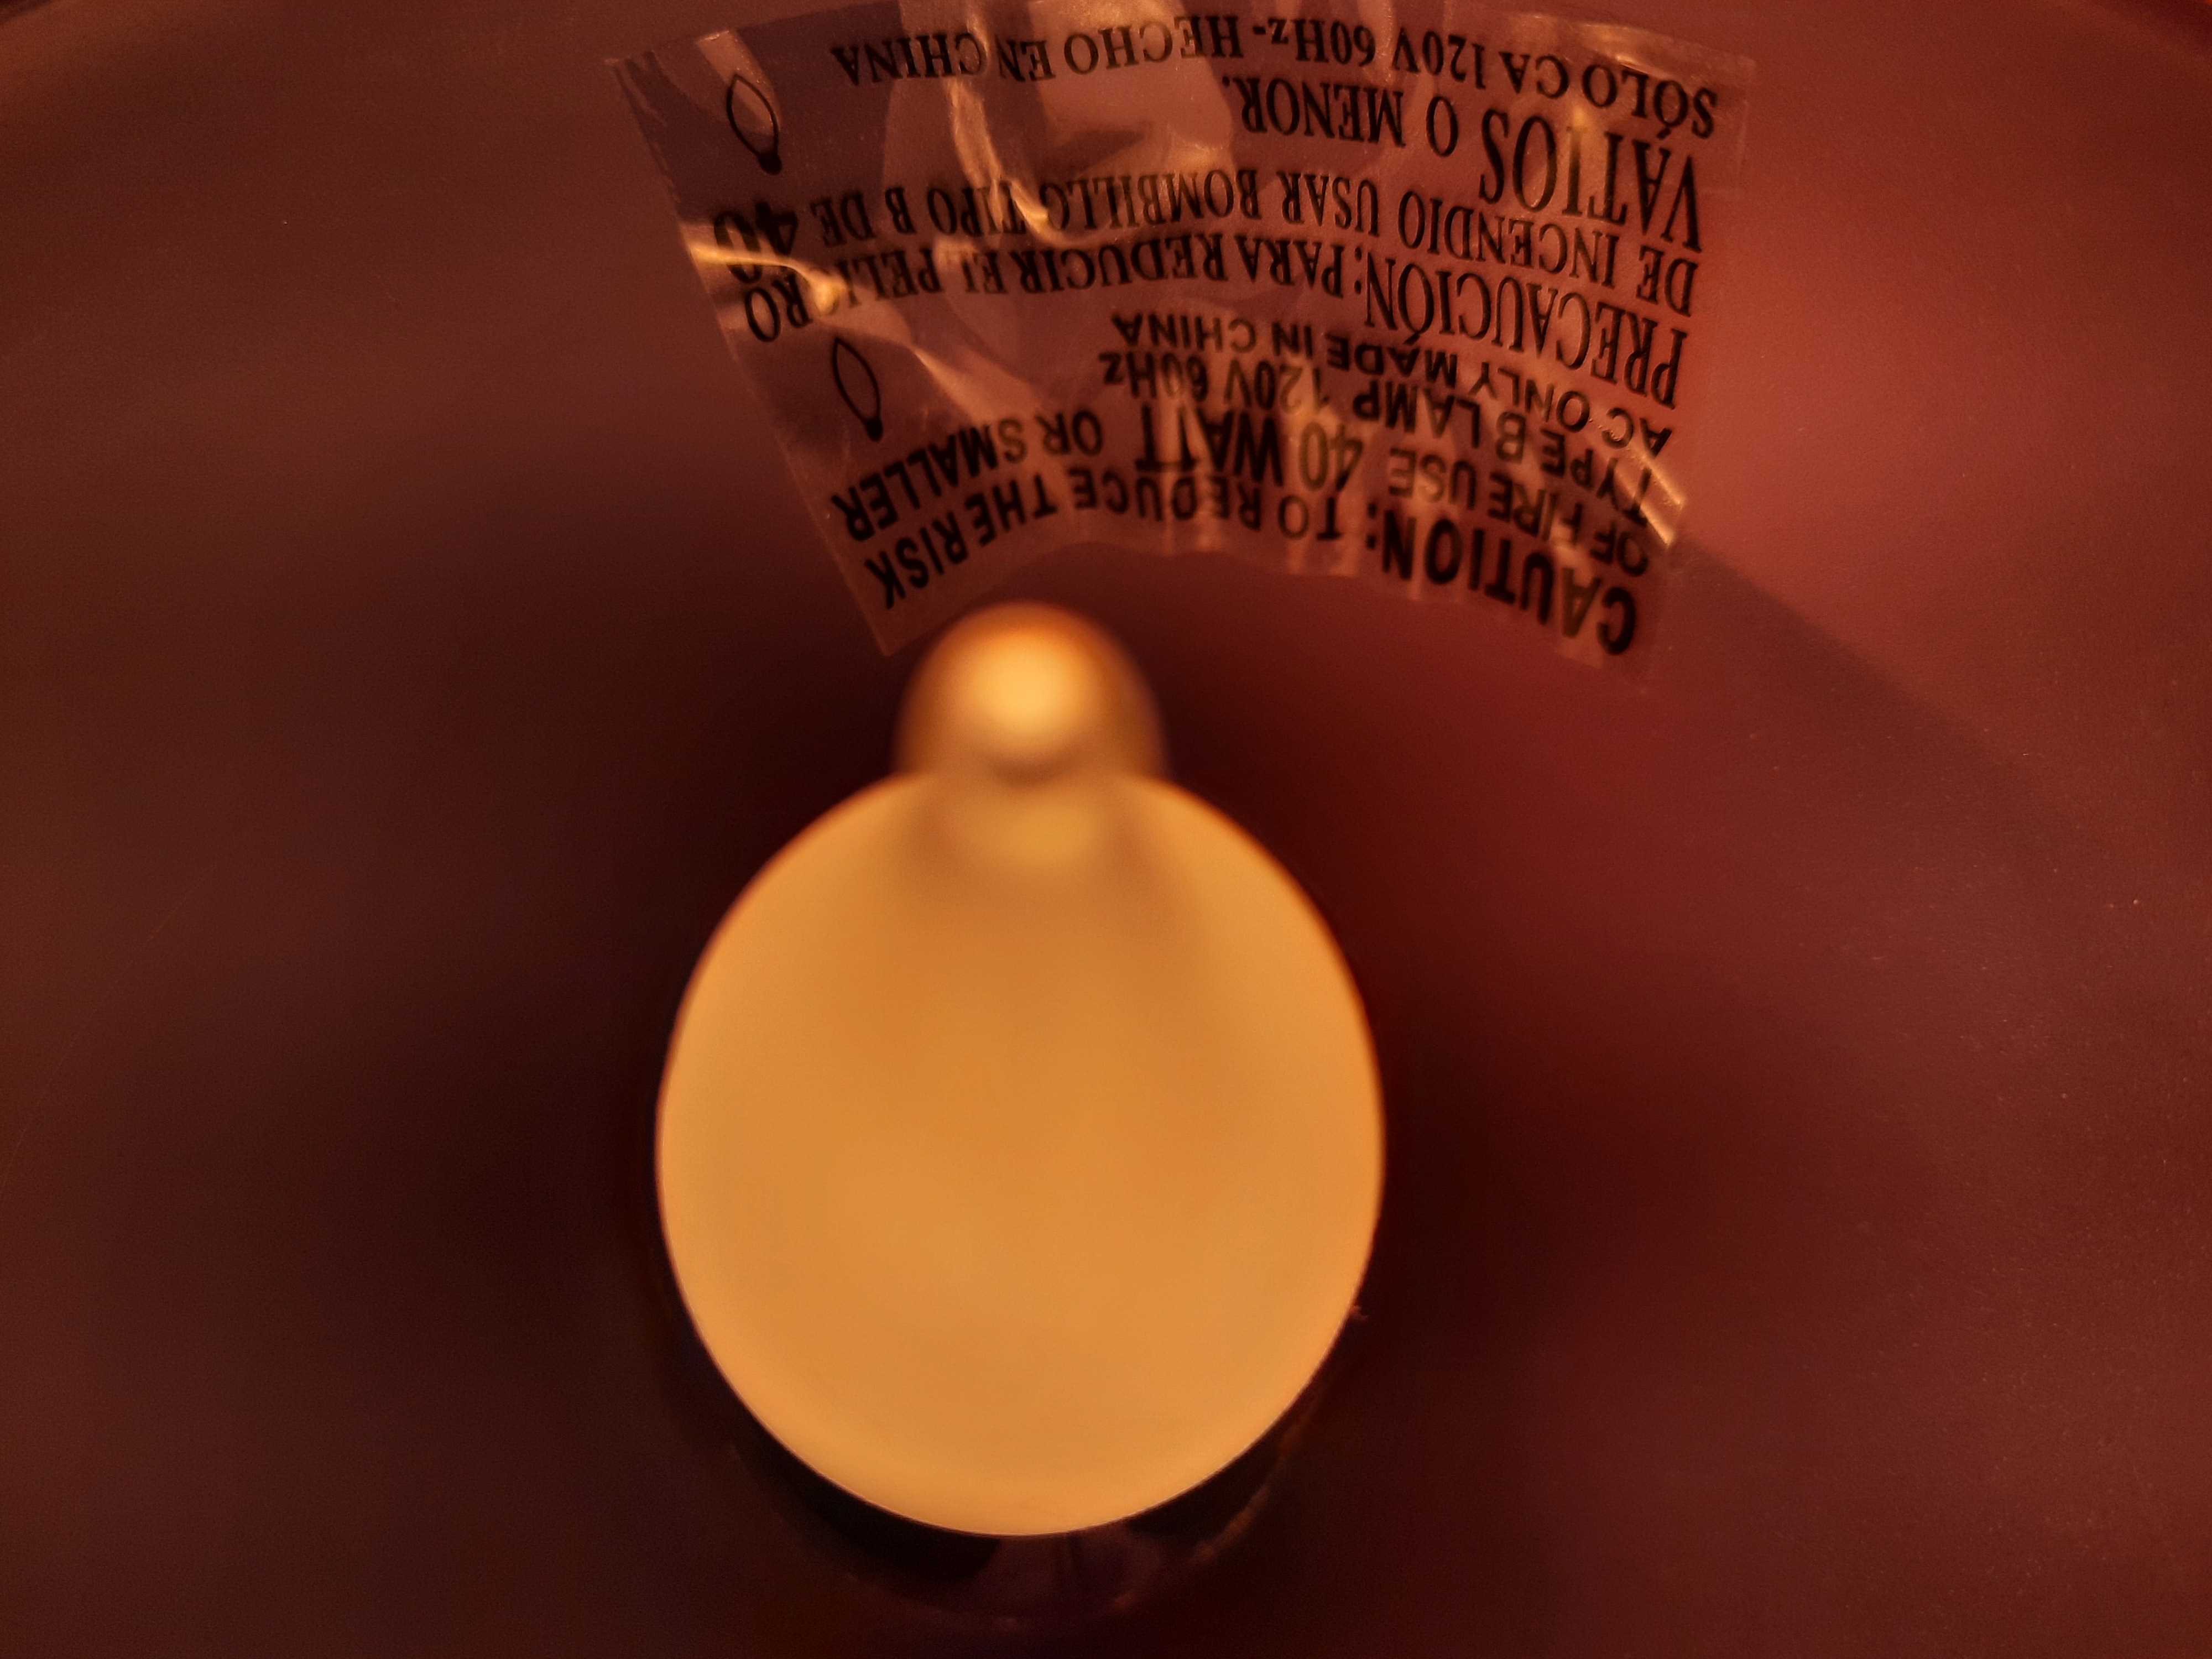 CAUTION: TO REDUCE THE RISK
OF FIRE USE 40 WATT OR SMALLER
TYPE B LAMP 120V 60Hz
AC ONLY MADE IN CHINA
PRECAUCIÓN: PARA REDUCIR EL PELIGRO
DE INCENDIO USAR BOMBILLO TIPO B DE 40
VATIOS O MENOR.
SÓLO CA 120V 60Hz- HECHO EN CHINA